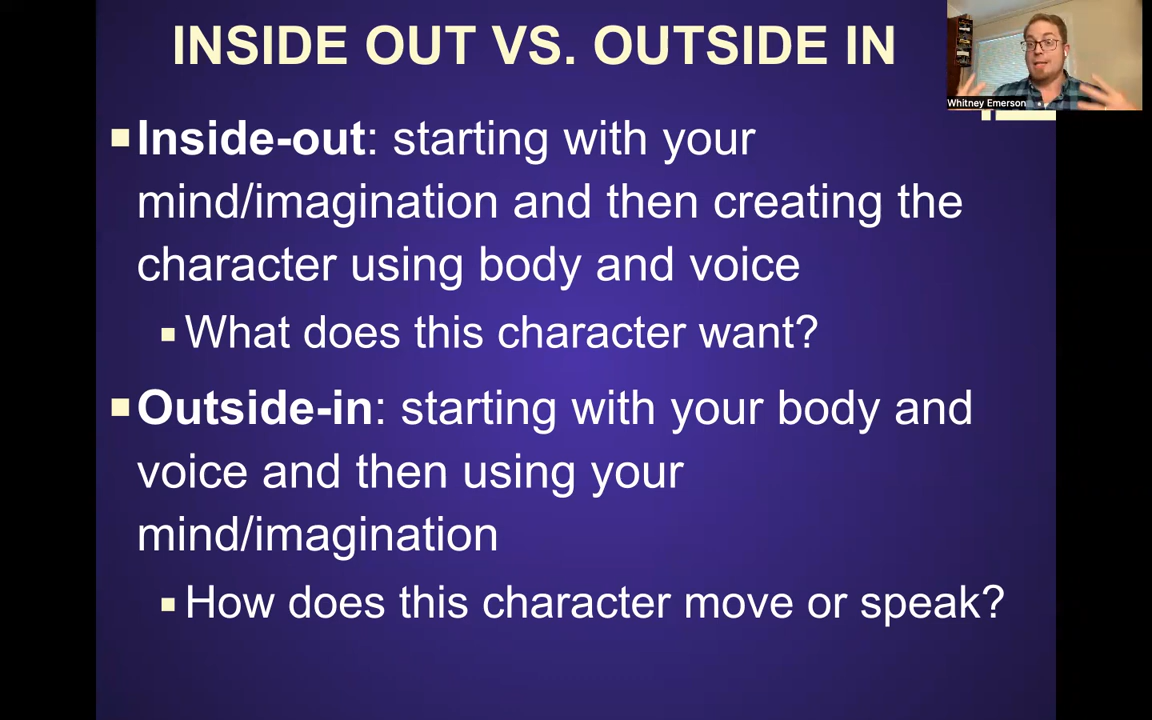 INSIDE OUT VS. OUTSIDE IN
Whitney Emerson
Inside-out: starting with your
mind/imagination and then creating the
character using body and voice
What does this character want?
Outside-in: starting with your body and
voice and then using your
mind/imagination
How does this character move or speak?